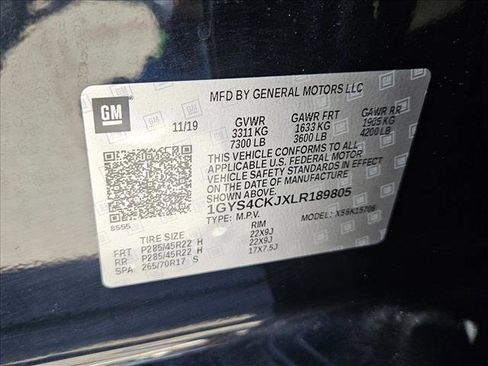 MFD BY GENERAL MOTORS LLC
GM
11/19
GVWR GAWR FRT GAWR RR
3311 KG 1633 KG 1905 KG
7300 LB 3600 LB 4200 LB
THIS VEHICLE CONFORMS TO ALL
APPLICABLE U.S. FEDERAL MOTOR
VEHICLE SAFETY STANDARDS IN
EFFECT ON THE DATE OF
MANUFACTURE SHOWN ABOVE.
1GYS4CKJXLR189805
8S55
TYPE: M.P.V. MODEL: X56K15706
TIRE SIZE RIM
FRT P285/45R22 H 22X9J
RR P285/45R22 H 22X9J
SPA 265/70R17 S 17X7.5J